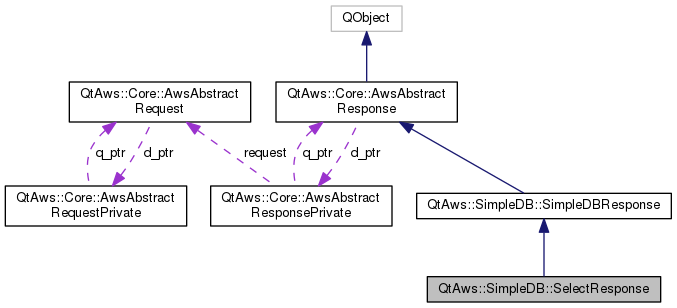 QObject
QtAws::Core::AwsAbstract
Request
QtAws::Core::AwsAbstract
Response
q_ptr
d_ptr
request
q_ptr
d_ptr
QtAws::Core::AwsAbstract
RequestPrivate
QtAws::Core::AwsAbstract
ResponsePrivate
QtAws::SimpleDB::SimpleDBResponse
QtAws::SimpleDB::SelectResponse